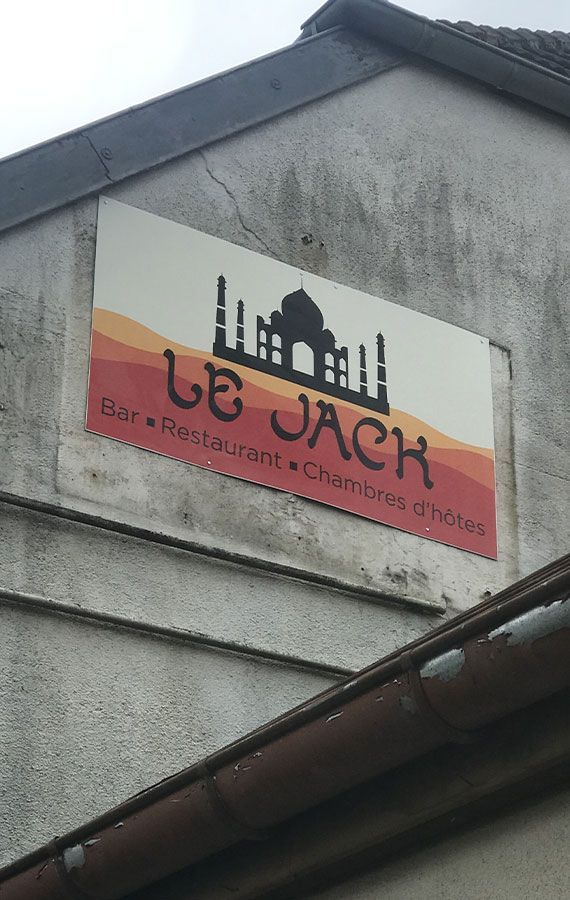 LE JACK
Bar ▪ Restaurant ▪ Chambres d'hôtes